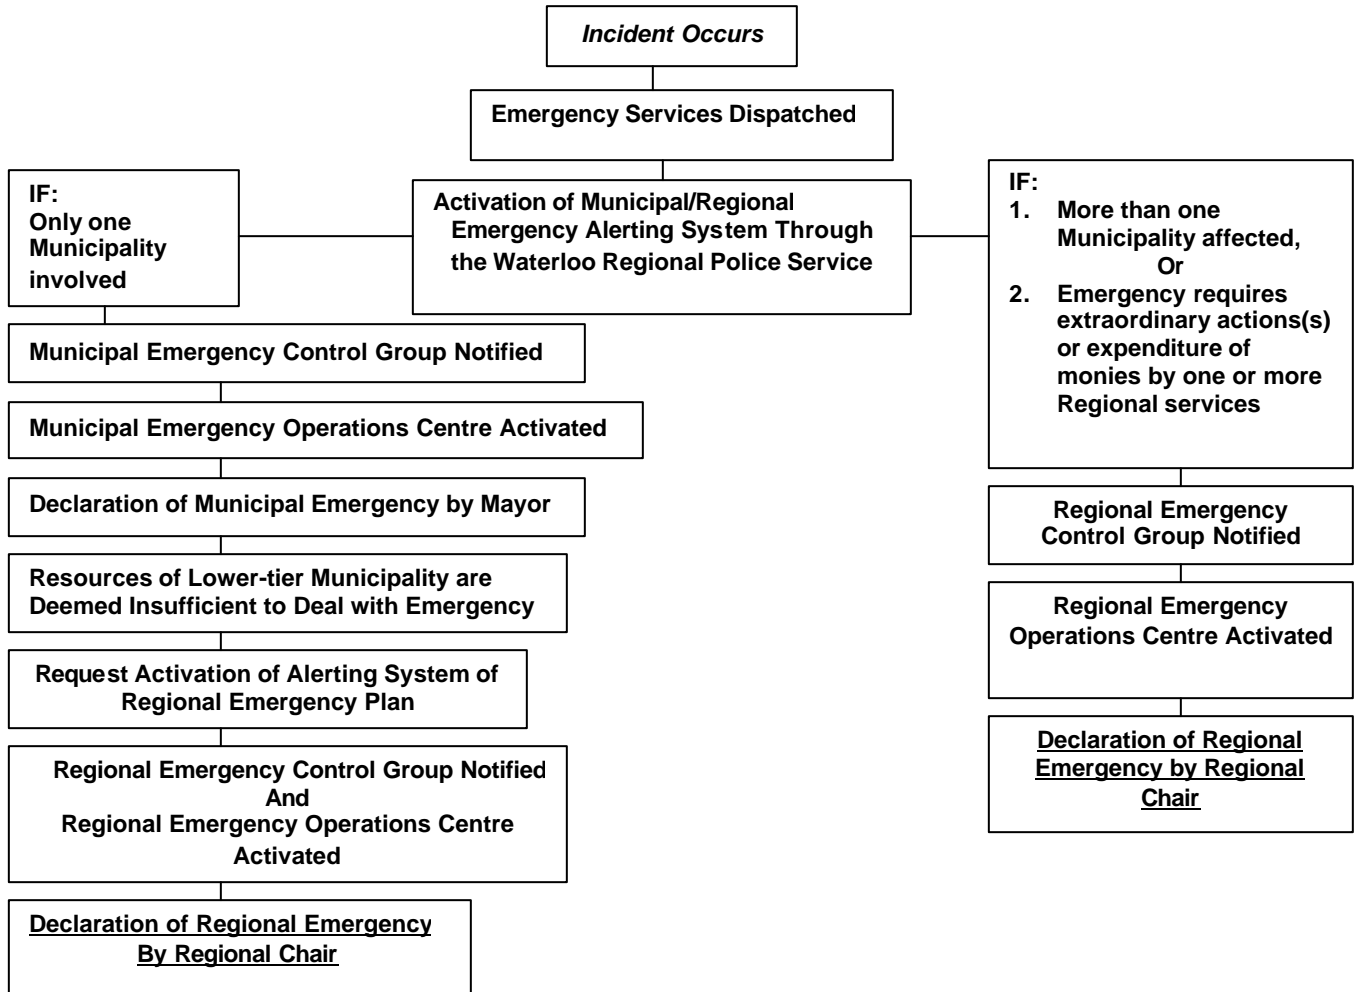 Incident Occurs
Emergency Services Dispatched
Activation of Municipal/Regional
Emergency Alerting System Through
the Waterloo Regional Police Service
IF:
Only one
Municipality
involved
Municipal Emergency Control Group Notified
Municipal Emergency Operations Centre Activated
Declaration of Municipal Emergency by Mayor
Resources of Lower-tier Municipality are
Deemed Insufficient to Deal with Emergency
Request Activation of Alerting System of
Regional Emergency Plan
Regional Emergency Control Group Notified
And
Regional Emergency Operations Centre
Activated
Declaration of Regional Emergency
By Regional Chair
IF:
1. More than one
Municipality affected,
Or
2. Emergency requires
extraordinary actions(s)
or expenditure of
monies by one or more
Regional services
Regional Emergency
Control Group Notified
Regional Emergency
Operations Centre Activated
Declaration of Regional
Emergency by Regional
Chair